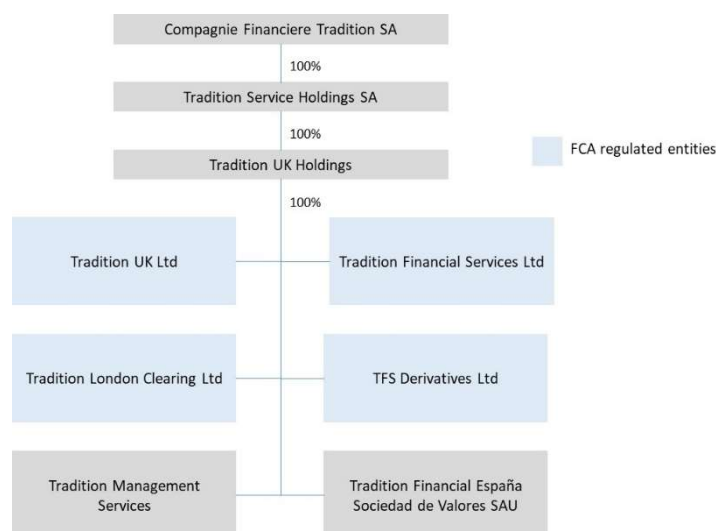 Compagnie Financiere Tradition SA
100%
Tradition Service Holdings SA
100%
Tradition UK Holdings
100%
FCA regulated entities
Tradition UK Ltd
Tradition Financial Services Ltd
Tradition London Clearing Ltd
TFS Derivatives Ltd
Tradition Management
Services
Tradition Financial España
Sociedad de Valores SAU